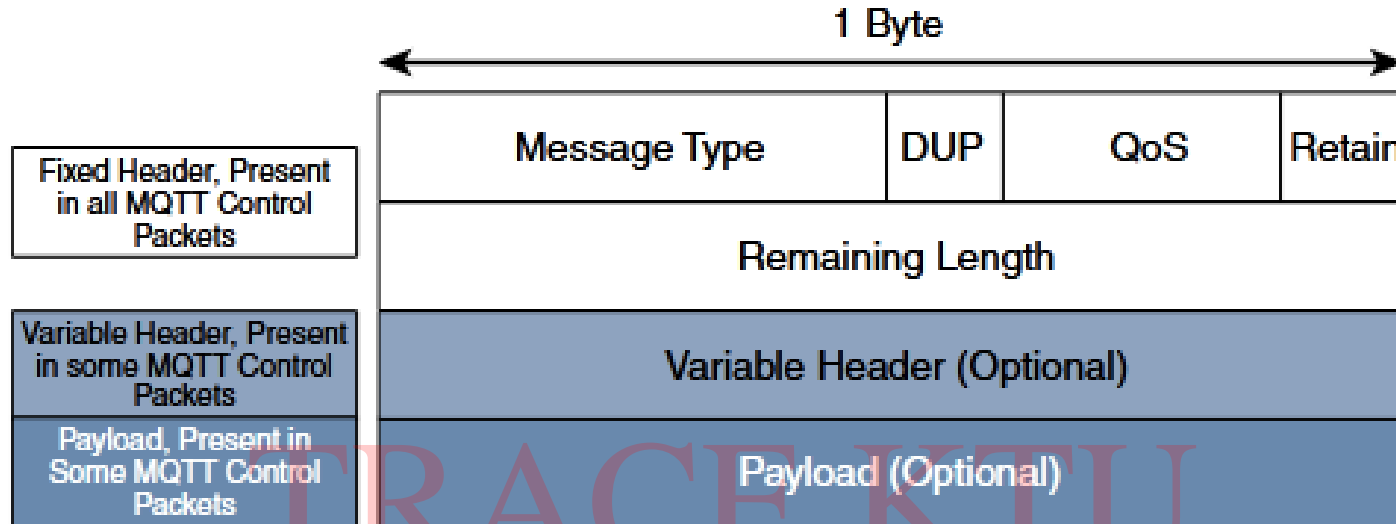 1 Byte
Message Type DUP QoS Retain
Fixed Header, Present
in all MQTT Control
Packets
Remaining Length
Variable Header, Present
in some MQTT Control
Packets
Variable Header (Optional)
Payload, Present in
Some MQTT Control
Packets
Payload (Optional)
TRACE KTU